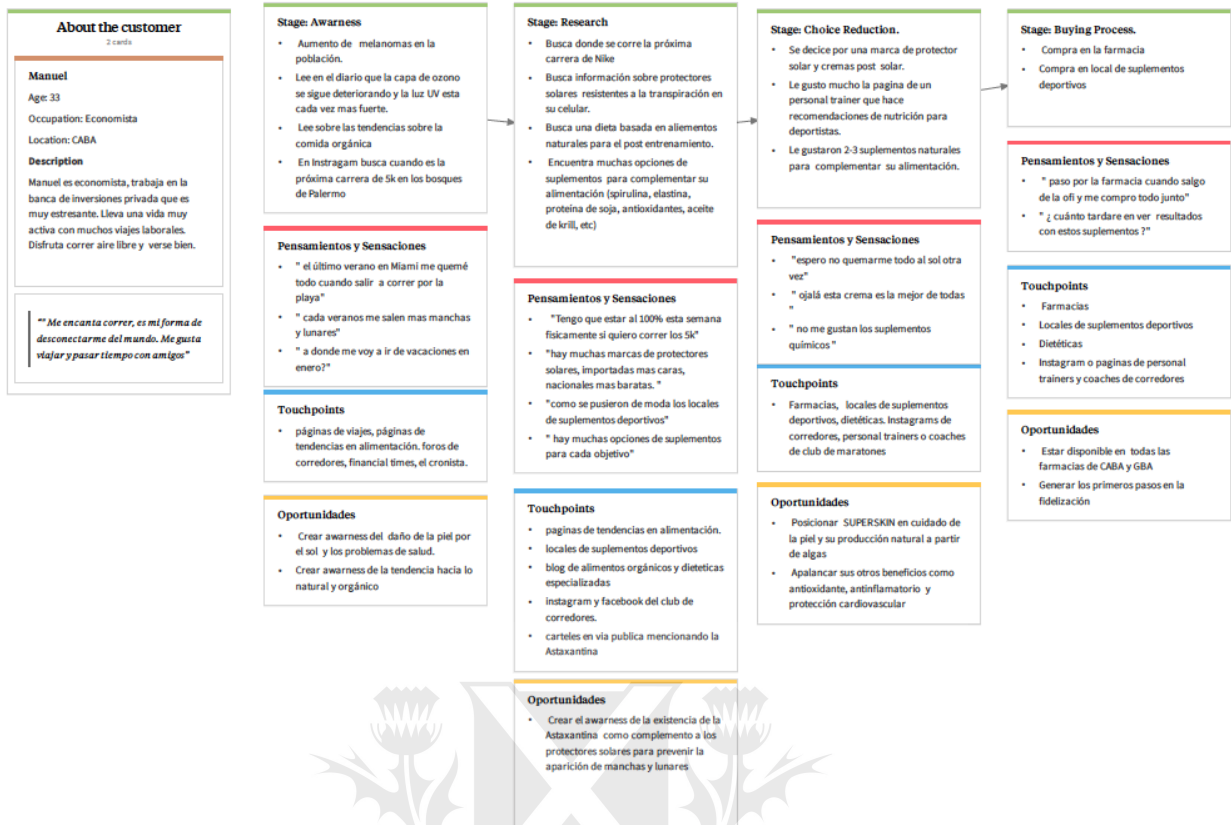 About the customer
2 cards
Manuel
Age: 33
Occupation: Economista
Location: CABA
Description
Manuel es economista, trabaja en la
banca de inversiones privada que es
muy estresante. Lleva una vida muy
activa con muchos viajes laborales.
Disfruta correr aire libre y verse bien.
"" Me encanta correr, es mi forma de
desconectarme del mundo. Me gusta
viajar y pasar tiempo con amigos"
Stage: Awarness
• Aumento de melanomas en la
población.
• Lee en el diario que la capa de ozono
se sigue deteriorando y la luz UV esta
cada vez mas fuerte.
• Lee sobre las tendencias sobre la
comida orgánica
• En Instragam busca cuando es la
próxima carrera de 5k en los bosques
de Palermo
Pensamientos y Sensaciones
• " el último verano en Miami me quemé
todo cuando salir a correr por la
playa"
• " cada veranos me salen mas manchas
y lunares"
• " a donde me voy a ir de vacaciones en
enero?"
Touchpoints
• páginas de viajes, páginas de
tendencias en alimentación. foros de
corredores, financial times, el cronista.
Oportunidades
• Crear awarness del daño de la piel por
el sol y los problemas de salud.
• Crear awarness de la tendencia hacia lo
natural y orgánico
Stage: Research
• Busca donde se corre la próxima
carrera de Nike
• Busca información sobre protectores
solares resistentes a la transpiración en
su celular.
• Busca una dieta basada en aliementos
naturales para el post entrenamiento.
• Encuentra muchas opciones de
suplementos para complementar su
alimentación (spirulina, elastina,
proteína de soja, antioxidantes, aceite
de krill, etc)
Pensamientos y Sensaciones
• "Tengo que estar al 100% esta semana
físicamente si quiero correr los 5k"
• "hay muchas marcas de protectores
solares, importadas mas caras,
nacionales mas baratas. "
• "como se pusieron de moda los locales
de suplementos deportivos"
• " hay muchas opciones de suplementos
para cada objetivo"
Touchpoints
• paginas de tendencias en alimentación.
• locales de suplementos deportivos
• blog de alimentos orgánicos y dieteticas
especializadas
• instagram y facebook del club de
corredores.
• carteles en via publica mencionando la
Astaxantina
Oportunidades
• Crear el awarness de la existencia de la
Astaxantina como complemento a los
protectores solares para prevenir la
aparición de manchas y lunares
Stage: Choice Reduction.
• Se decice por una marca de protector
solar y cremas post solar.
• Le gusto mucho la pagina de un
personal trainer que hace
recomendaciones de nutrición para
deportistas.
• Le gustaron 2-3 suplementos naturales
para complementar su alimentación.
Pensamientos y Sensaciones
• "espero no quemarme todo al sol otra
vez"
• " ojalá esta crema es la mejor de todas
"
• " no me gustan los suplementos
químicos "
Touchpoints
• Farmacias, locales de suplementos
deportivos, dietéticas. Instagrams de
corredores, personal trainers o coaches
de club de maratones
Oportunidades
• Posicionar SUPERSKIN en cuidado de
la piel y su producción natural a partir
de algas
• Apalancar sus otros beneficios como
antioxidante, antinflamatorio y
protección cardiovascular
Stage: Buying Process.
• Compra en la farmacia
• Compra en local de suplementos
deportivos
Pensamientos y Sensaciones
• " paso por la farmacia cuando salgo
de la ofi y me compro todo junto"
• " ¿ cuánto tardare en ver resultados
con estos suplementos ?"
Touchpoints
• Farmacias
• Locales de suplementos deportivos
• Dietéticas
• Instagram o paginas de personal
trainers y coaches de corredores
Oportunidades
• Estar disponible en todas las
farmacias de CABA y GBA
• Generar los primeros pasos en la
fidelización